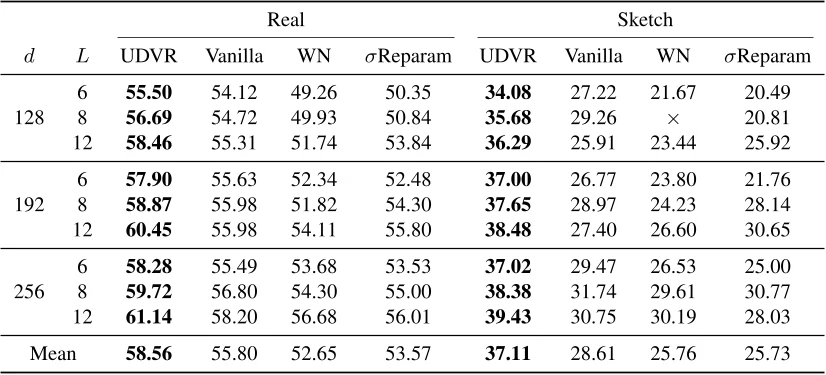 Real Sketch
d L UDVR Vanilla WN σReparam UDVR Vanilla WN σReparam
6 55.50 54.12 49.26 50.35 34.08 27.22 21.67 20.49
128 8 56.69 54.72 49.93 50.84 35.68 29.26 × 20.81
12 58.46 55.31 51.74 53.84 36.29 25.91 23.44 25.92
6 57.90 55.63 52.34 52.48 37.00 26.77 23.80 21.76
192 8 58.87 55.98 51.82 54.30 37.65 28.97 24.23 28.14
12 60.45 55.98 54.11 55.80 38.48 27.40 26.60 30.65
6 58.28 55.49 53.68 53.53 37.02 29.47 26.53 25.00
256 8 59.72 56.80 54.30 55.00 38.38 31.74 29.61 30.77
12 61.14 58.20 56.68 56.01 39.43 30.75 30.19 28.03
Mean 58.56 55.80 52.65 53.57 37.11 28.61 25.76 25.73